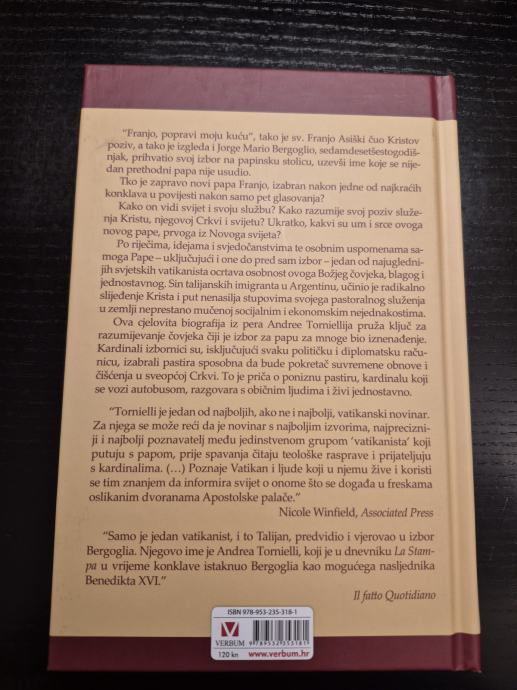 "Franjo, popravi moju kuću", tako je sv. Franjo Asiški čuo Kristov
poziv, a tako je izgleda i Jorge Mario Bergoglio, sedamdesetšestogodiš-
njak, prihvatio svoj izbor na papinsku stolicu, uzevši ime koje se nije-
dan prethodni papa nije usudio.
Tko je zapravo novi papa Franjo, izabran nakon jedne od najkraćih
konklava u povijesti nakon samo pet glasovanja?
Kako on vidi svijet i svoju službu? Kako razumije svoj poziv služe-
nja Kristu, njegovoj Crkvi i svijetu? Ukratko, kakvi su um i srce ovoga
novog pape, prvoga iz Novoga svijeta?
Po riječima, idejama i svjedočanstvima te osobnim uspomenama sa-
moga Pape – uključujući i one do pred sam izbor – jedan od najugledni-
jih svjetskih vatikanista ocrtava osobnost ovoga Božjeg čovjeka, blagog i
jednostavnog. Sin talijanskih imigranta u Argentinu, učinio je radikalno
slijeđenje Krista i put nenasilja stupovima svojega pastoralnog služenja
u zemlji neprestano mučenoj socijalnim i ekonomskim nejednakostima.
Ova cjelovita biografija iz pera Andree Torniellija pruža ključ za
razumijevanje čovjeka čiji je izbor za papu za mnoge bio iznenađenje.
Kardinali izbornici su, isključujući svaku političku i diplomatsku raču-
nicu, izabrali pastira sposobna da bude pokretač suvremene obnove i
čišćenja u sveopćoj Crkvi. To je priča o poniznu pastiru, kardinalu koji
se vozi autobusom, razgovara s običnim ljudima i živi jednostavno.
"Tornielli je jedan od najboljih, ako ne i najbolji, vatikanski novinar.
Za njega se može reći da je novinar s najboljim izvorima, najprecizni-
ji i najbolji poznavatelj među jedinstvenom grupom 'vatikanista' koji
putuju s papom, prije spavanja čitaju teološke rasprave i prijateljuju
s kardinalima. (…) Poznaje Vatikan i ljude koji u njemu žive i koristi
se tim znanjem da informira svijet o onome što se događa u freskama
oslikanim dvoranama Apostolske palače."
Nicole Winfield, Associated Press
"Samo je jedan vatikanist, i to Talijan, predvidio i vjerovao u izbor
Bergoglia. Njegovo ime je Andrea Tornielli, koji je u dnevniku La Stam-
pa u vrijeme konklave istaknuo Bergoglia kao mogućega nasljednika
Benedikta XVI."
Il fatto Quotidiano
ISBN 978-953-235-318-1
VERBUM
9 789532 353181
120 kn
www.verbum.hr